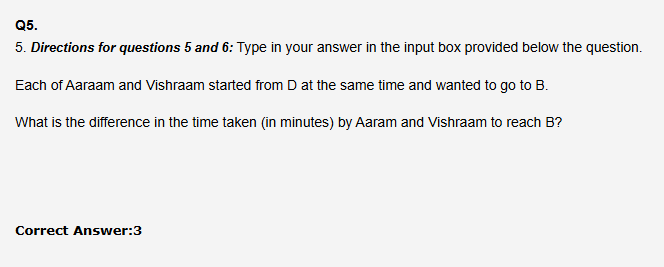 Q5.
5. Directions for questions 5 and 6: Type in your answer in the input box provided below the question.
Each of Aaraam and Vishraam started from D at the same time and wanted to go to B.
What is the difference in the time taken (in minutes) by Aaram and Vishraam to reach B?
Correct Answer:3